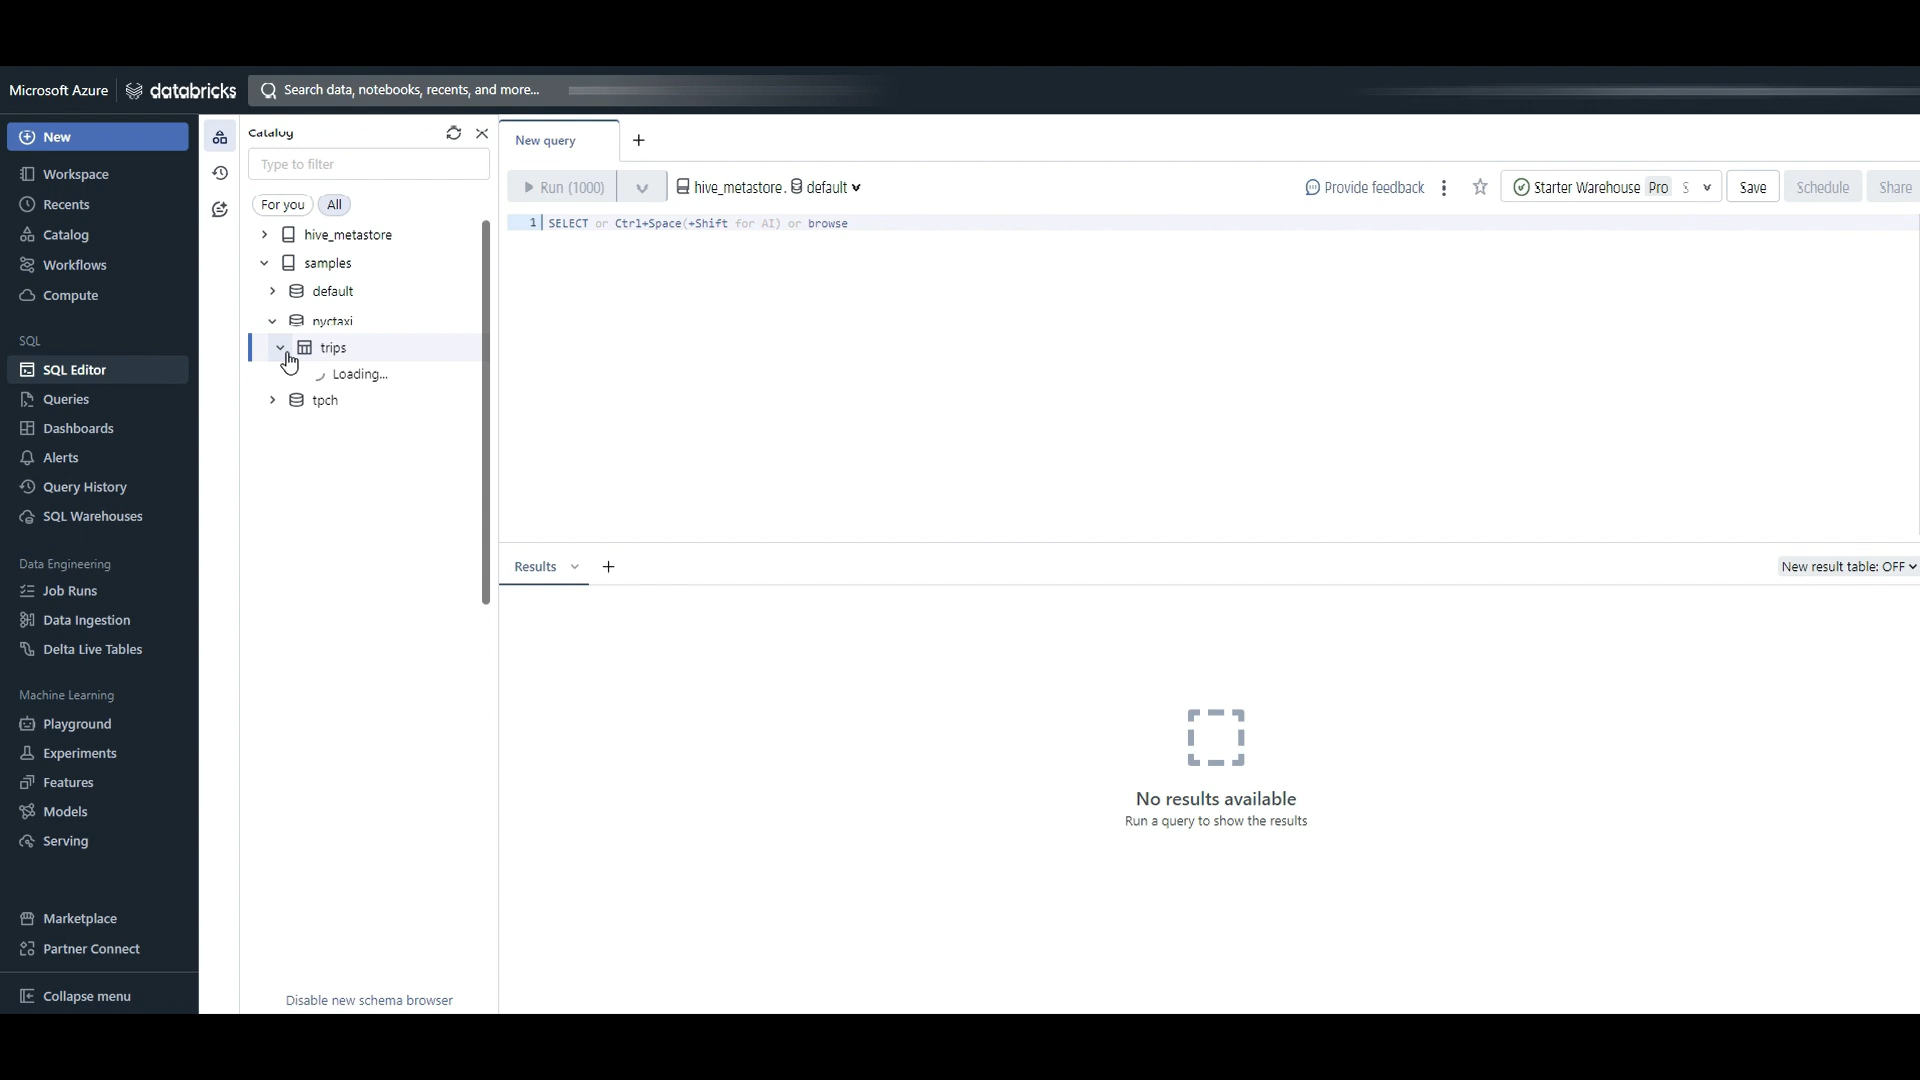 Microsoft Azure
databricks
Search data, notebooks, recents, and more...
New
Workspace
Recents
Catalog
Workflows
Compute
SQL
SQL Editor
Queries
Dashboards
Alerts
Query History
SQL Warehouses
Data Engineering
Job Runs
Data Ingestion
Delta Live Tables
Machine Learning
Playground
Experiments
Features
Models
Serving
Marketplace
Partner Connect
Collapse menu
Catalog
Type to filter
For you
All
hive_metastore
samples
default
nyctaxi
trips
Loading...
tpch
Disable new schema browser
New query
Run (1000)
hive_metastore. default
Provide feedback
Starter Warehouse Pro S
Save
Schedule
Share
1 SELECT or Ctrl+Space(+Shift for AI) or browse
Results
New result table: OFF
No results available
Run a query to show the results